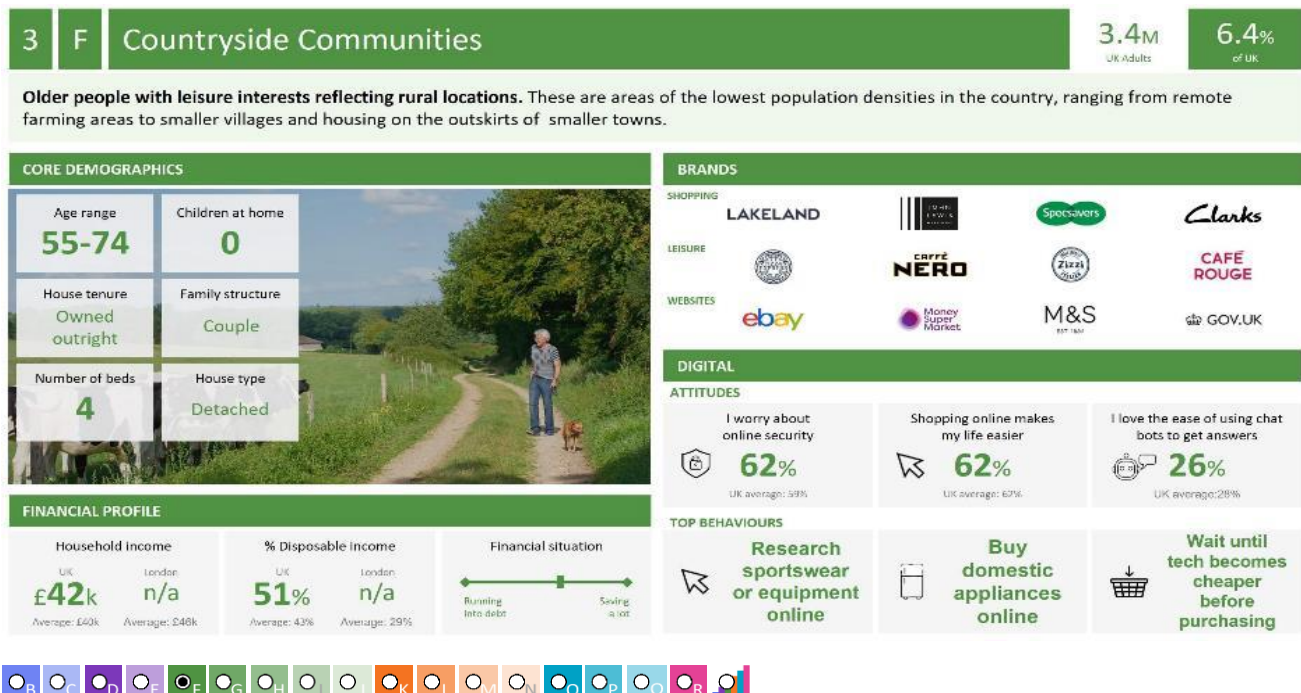 3 F Countryside Communities
3.4M
UK Adults
6.4%
of UK
Older people with leisure interests reflecting rural locations. These are areas of the lowest population densities in the country, ranging from remote
farming areas to smaller villages and housing on the outskirts of smaller towns.
CORE DEMOGRAPHICS
Age range
55-74
Children at home
0
House tenure
Owned
outright
Family structure
Couple
Number of beds
4
House type
Detached
FINANCIAL PROFILE
Household income
UK
£42k
Average: £40k
London
n/a
Average: £46k
% Disposable Income
UK
51%
Average: 43%
London
n/a
Average: 29%
Financial situation
Running
into debt
Saving
a lot
BRANDS
SHOPPING
LAKELAND
JOHN
LEWIS
Specsavers
Clarks
LEISURE
CAFFÈ
NERO
Zizzi
CAFÉ
ROUGE
WEBSITES
ebay
Money
Super
Market
M&S
EST 1884
GOV.UK
DIGITAL
ATTITUDES
I worry about
online security
62%
UK average: 59%
Shopping online makes
my life easier
62%
UK average: 62%
I love the ease of using chat
bots to get answers
26%
UK average:28%
TOP BEHAVIOURS
Research
sportswear
or equipment
online
Buy
domestic
appliances
online
Wait until
tech becomes
cheaper
before
purchasing
B C D E F G H I J K L M N O P Q R